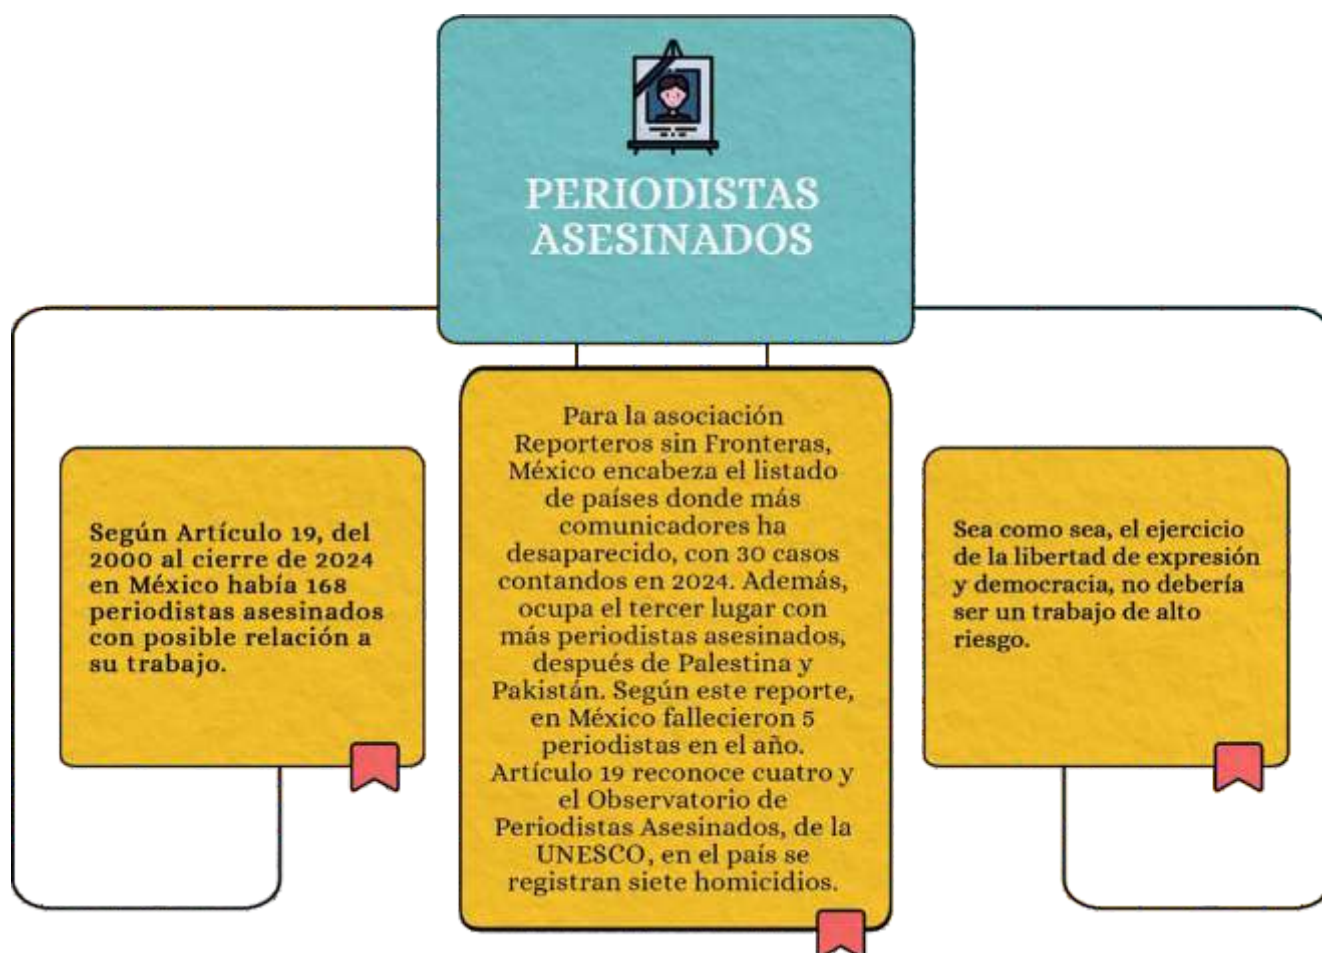 PERIODISTAS
ASESINADOS
Según Artículo 19, del
2000 al cierre de 2024
en México había 168
periodistas asesinados
con posible relación a
su trabajo.
Para la asociación
Reporteros sin Fronteras,
México encabeza el listado
de países donde más
comunicadores ha
desaparecido, con 30 casos
contandos en 2024. Además,
ocupa el tercer lugar con
más periodistas asesinados,
después de Palestina y
Pakistán. Según este reporte,
en México fallecieron 5
periodistas en el año.
Artículo 19 reconoce cuatro y
el Observatorio de
Periodistas Asesinados, de la
UNESCO, en el país se
registran siete homicidios.
Sea como sea, el ejercicio
de la libertad de expresión
y democracia, no debería
ser un trabajo de alto
riesgo.